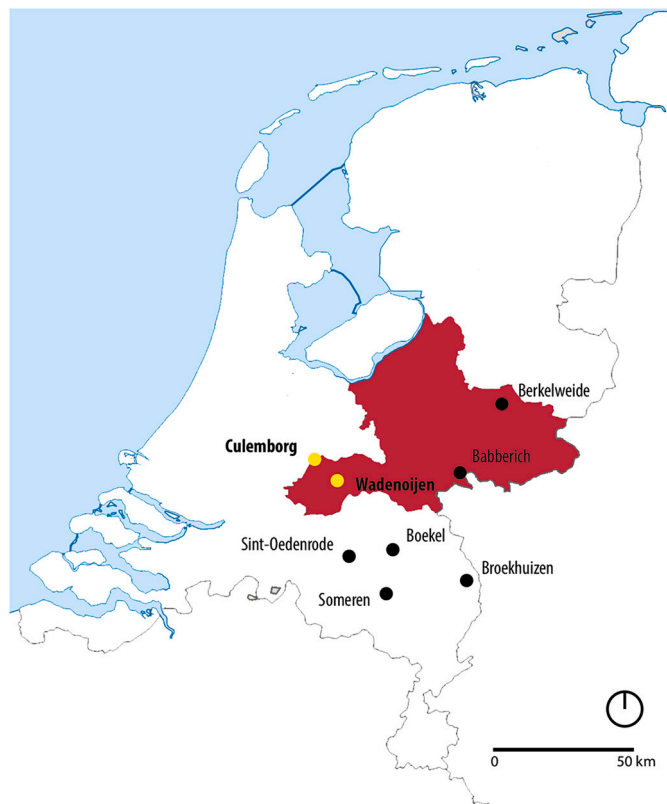 Berkelweide
Culemborg
Babberich
Wadenoijen
Sint-Oedenrode
Boekel
Broekhuizen
Someren
0
50 km